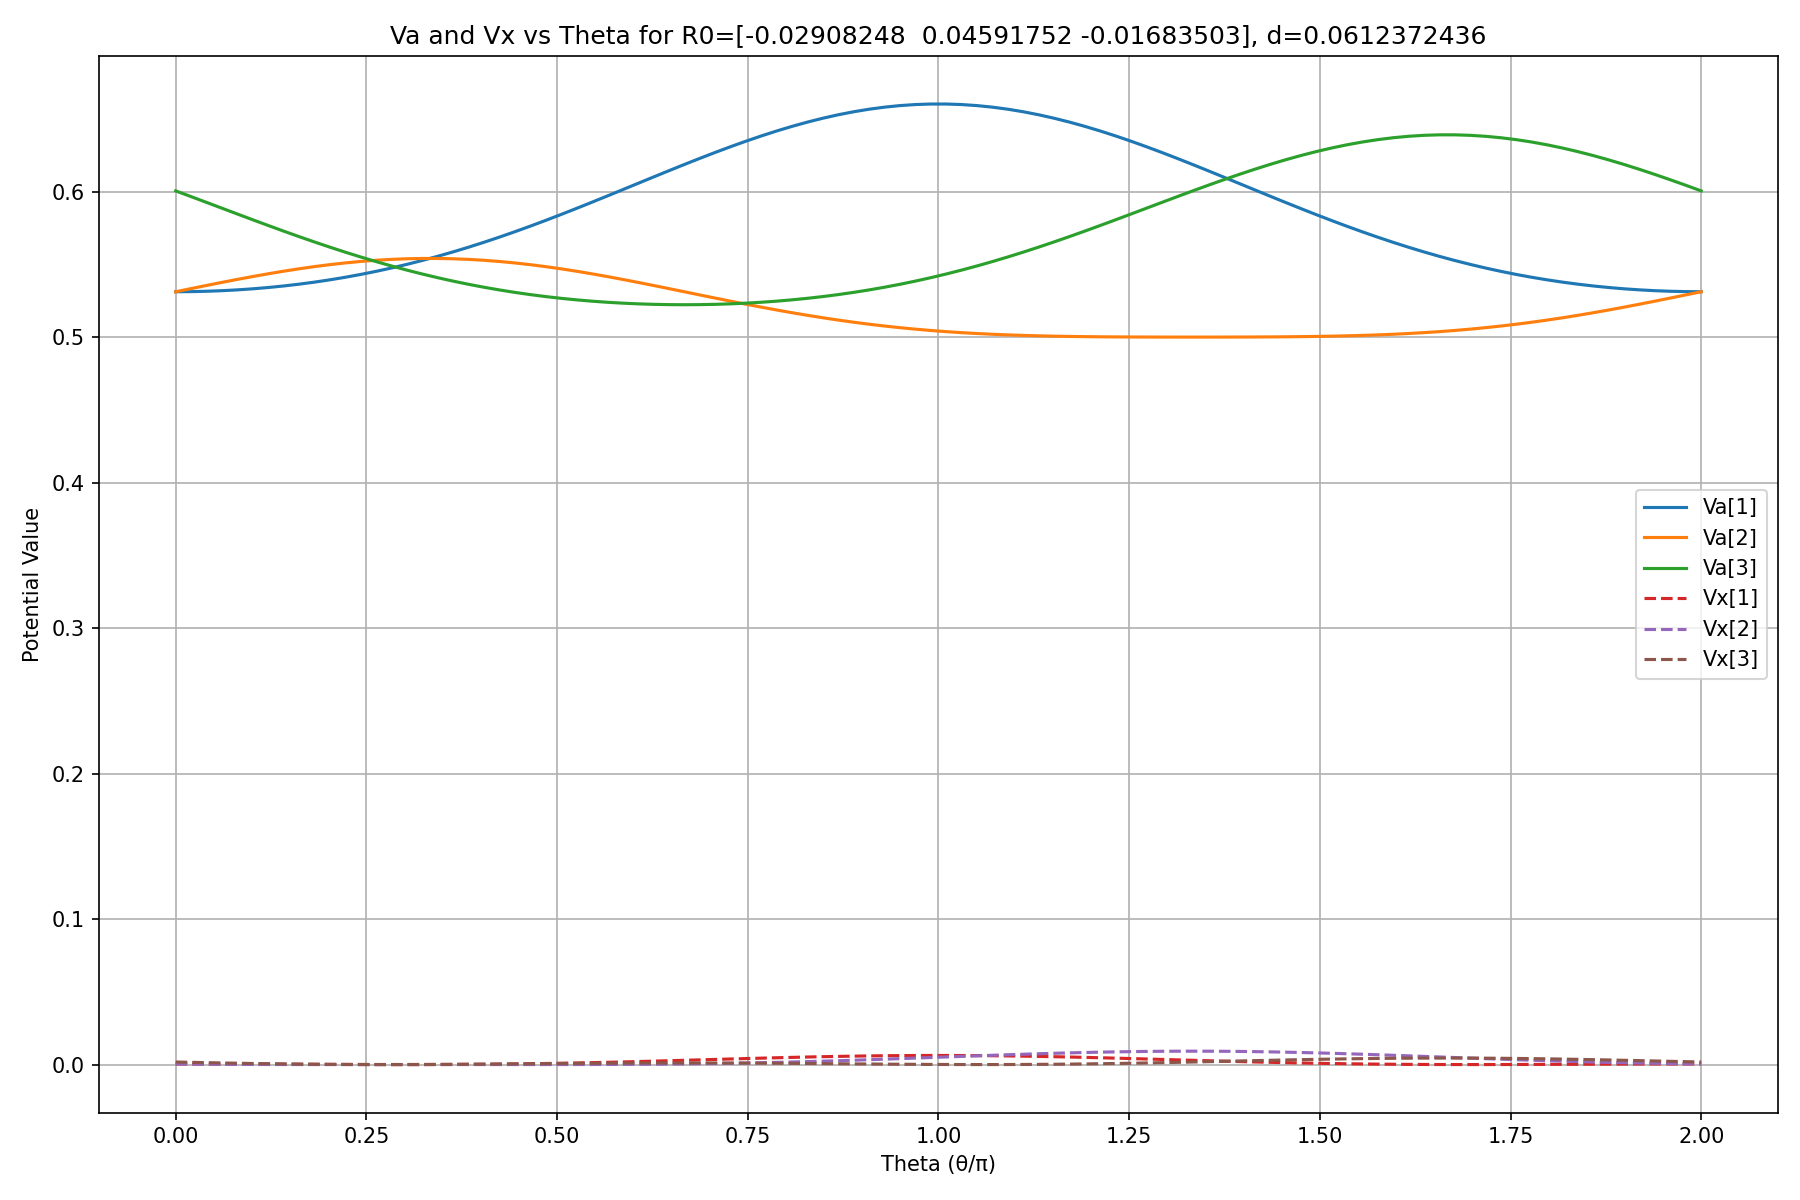 Va and Vx vs Theta for R0=[-0.02908248  0.04591752 -0.01683503], d=0.0612372436
Potential Value
0.6
0.5
0.4
0.3
0.2
0.1
0.0
Va[1]
Va[2]
Va[3]
Vx[1]
Vx[2]
Vx[3]
0.00 0.25 0.50 0.75 1.00 1.25 1.50 1.75 2.00
Theta (θ/π)